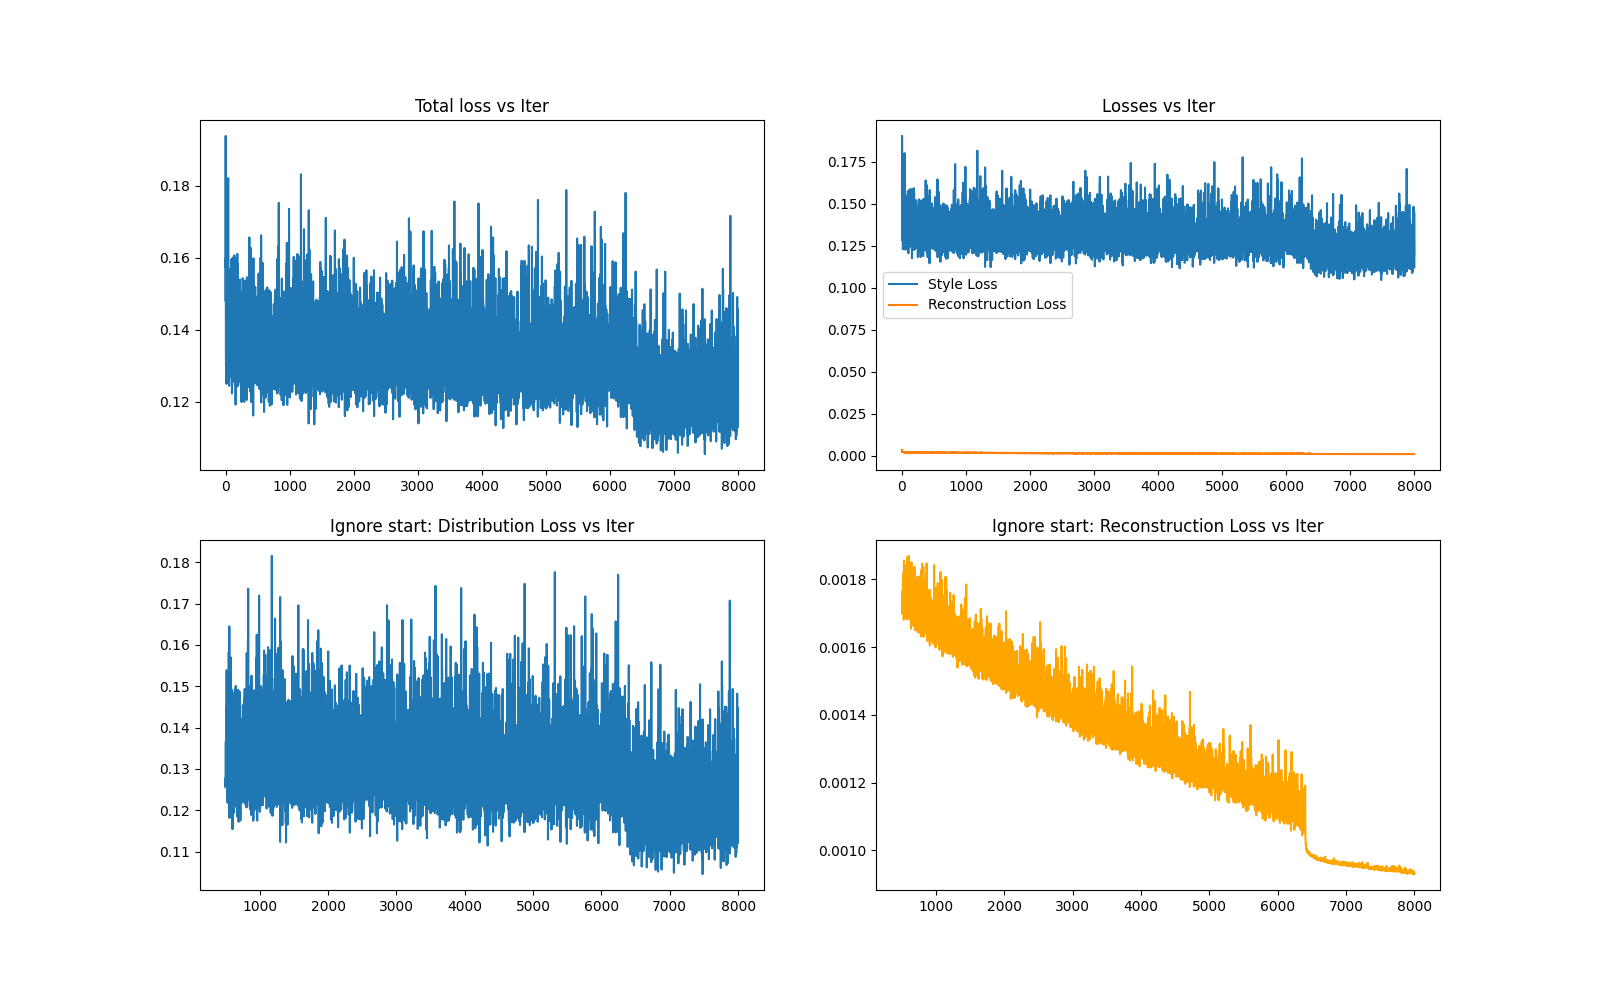 Total loss vs Iter
0.18
0.16
0.14
0.12
0 1000 2000 3000 4000 5000 6000 7000 8000
Losses vs Iter
0.175
0.150
0.125
0.100
0.075
0.050
0.025
0.000
Style Loss
Reconstruction Loss
0 1000 2000 3000 4000 5000 6000 7000 8000
Ignore start: Distribution Loss vs Iter
0.18
0.17
0.16
0.15
0.14
0.13
0.12
0.11
1000 2000 3000 4000 5000 6000 7000 8000
Ignore start: Reconstruction Loss vs Iter
0.0018
0.0016
0.0014
0.0012
0.0010
1000 2000 3000 4000 5000 6000 7000 8000